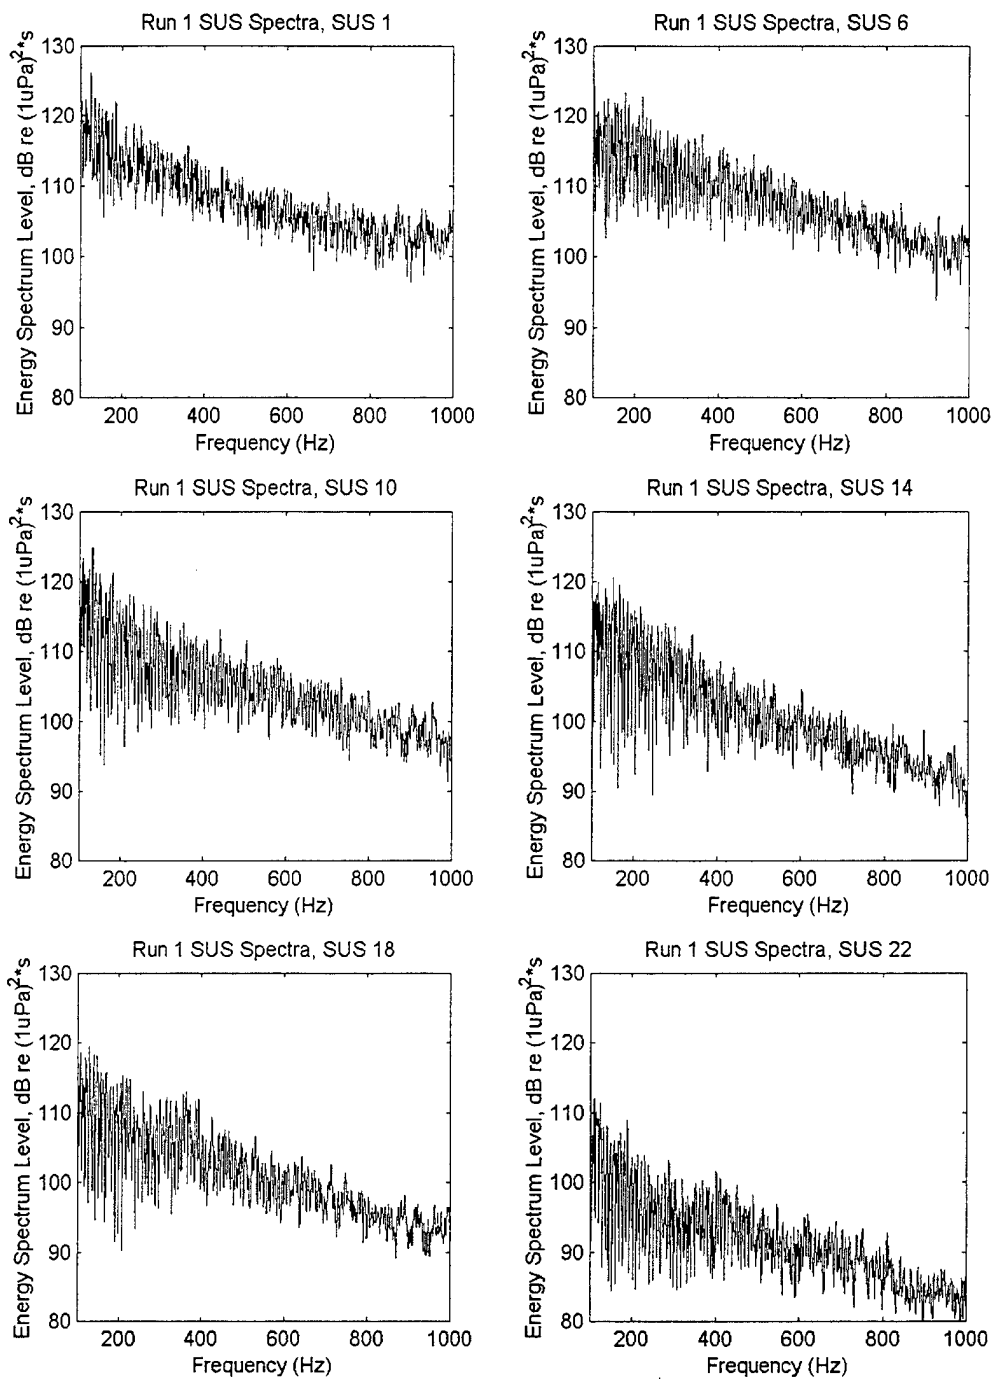 Run 1 SUS Spectra, SUS 1
Energy Spectrum Level, dB re (1uPa)²*s
130
120
110
100
90
80
200 400 600 800 1000
Frequency (Hz)
Run 1 SUS Spectra, SUS 6
Energy Spectrum Level, dB re (1uPa)²*s
130
120
110
100
90
80
200 400 600 800 1000
Frequency (Hz)
Run 1 SUS Spectra, SUS 10
Energy Spectrum Level, dB re (1uPa)²*s
130
120
110
100
90
80
200 400 600 800 1000
Frequency (Hz)
Run 1 SUS Spectra, SUS 14
Energy Spectrum Level, dB re (1uPa)²*s
130
120
110
100
90
80
200 400 600 800 1000
Frequency (Hz)
Run 1 SUS Spectra, SUS 18
Energy Spectrum Level, dB re (1uPa)²*s
130
120
110
100
90
80
200 400 600 800 1000
Frequency (Hz)
Run 1 SUS Spectra, SUS 22
Energy Spectrum Level, dB re (1uPa)²*s
130
120
110
100
90
80
200 400 600 800 1000
Frequency (Hz)